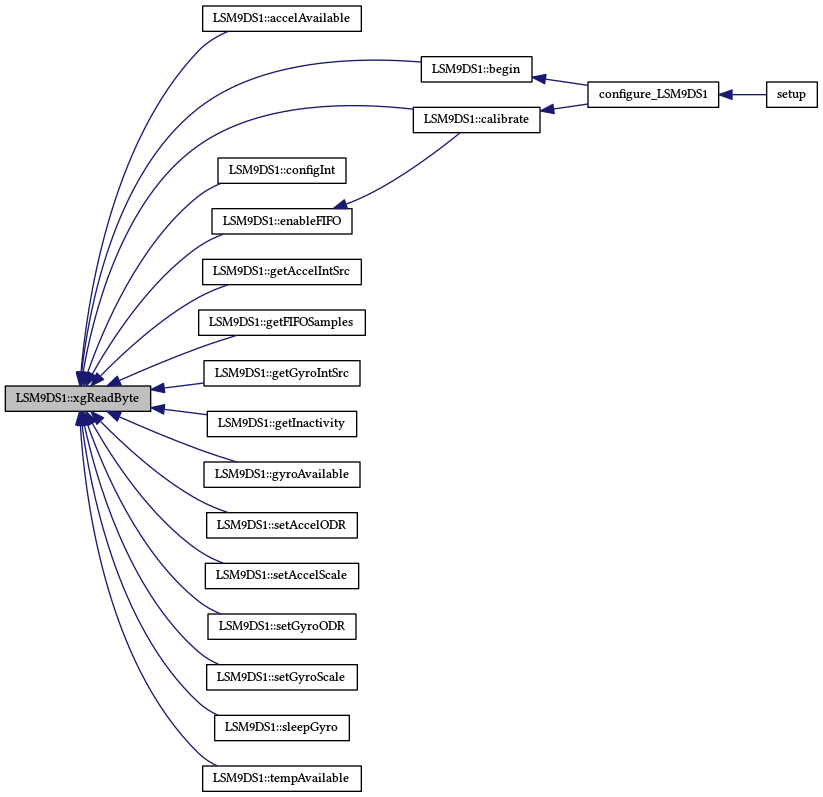 LSM9DS1::accelAvailable
LSM9DS1::begin
configure_LSM9DS1
setup
LSM9DS1::calibrate
LSM9DS1::configInt
LSM9DS1::enableFIFO
LSM9DS1::getAccelIntSrc
LSM9DS1::getFIFOSamples
LSM9DS1::getGyroIntSrc
LSM9DS1::xgReadByte
LSM9DS1::getInactivity
LSM9DS1::gyroAvailable
LSM9DS1::setAccelODR
LSM9DS1::setAccelScale
LSM9DS1::setGyroODR
LSM9DS1::setGyroScale
LSM9DS1::sleepGyro
LSM9DS1::tempAvailable